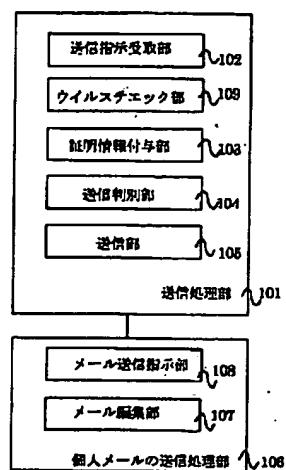 送信指示受取部 102
ウイルスチエック部 109
証明情報付与部 103
送信判別部 104
送信部 105
送信処理部 101
メール送信指示部 108
メール編集部 107
個人メールの送信処理部 106